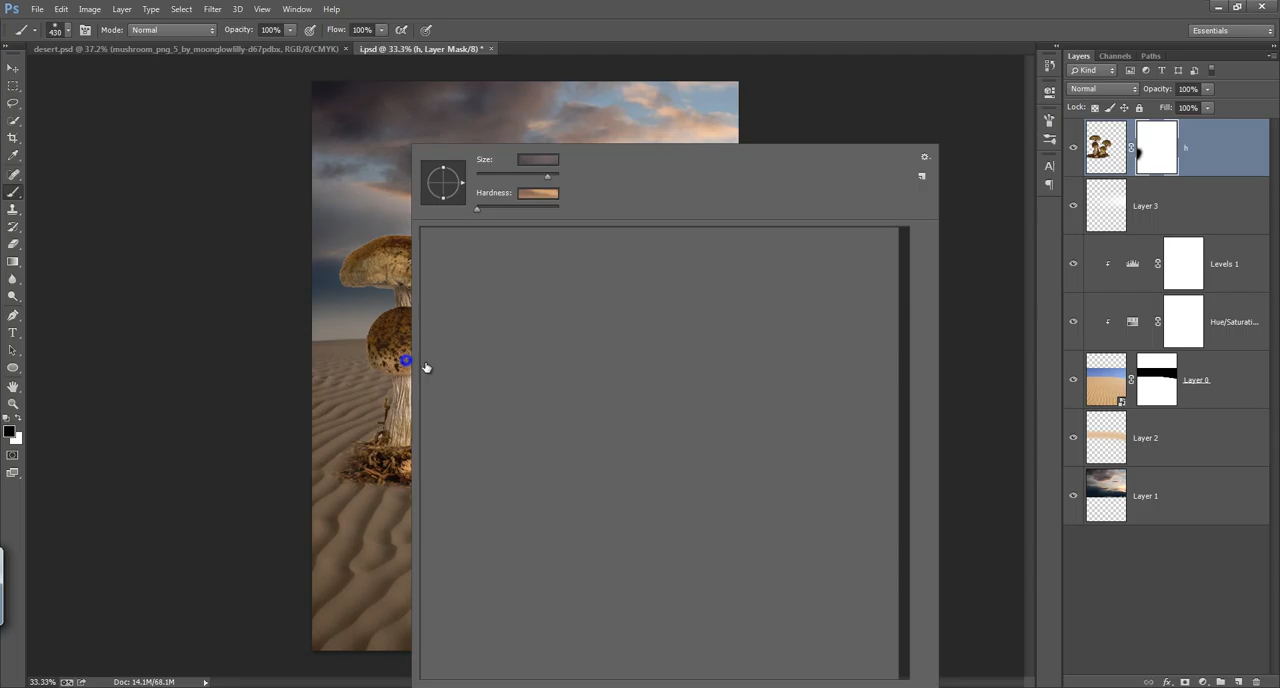 Ps File Edit Image Layer Type Select Filter 3D View Window Help
430 Mode: Normal Opacity: 100% Flow: 100% Essentials
desert.psd @ 37.2% (mushroom_png_5_by_moonglowlilly-d67pdbx, RGB/8/CMYK) × i.psd @ 33.3% (h, Layer Mask/8) * ×
Layers Channels Paths
Kind
Normal Opacity: 100%
Lock: Fill: 100%
Size:
Hardness:
h
Layer 3
Levels 1
Hue/Saturati...
Layer 0
Layer 2
Layer 1
33.33% Doc: 14.1M/68.1M